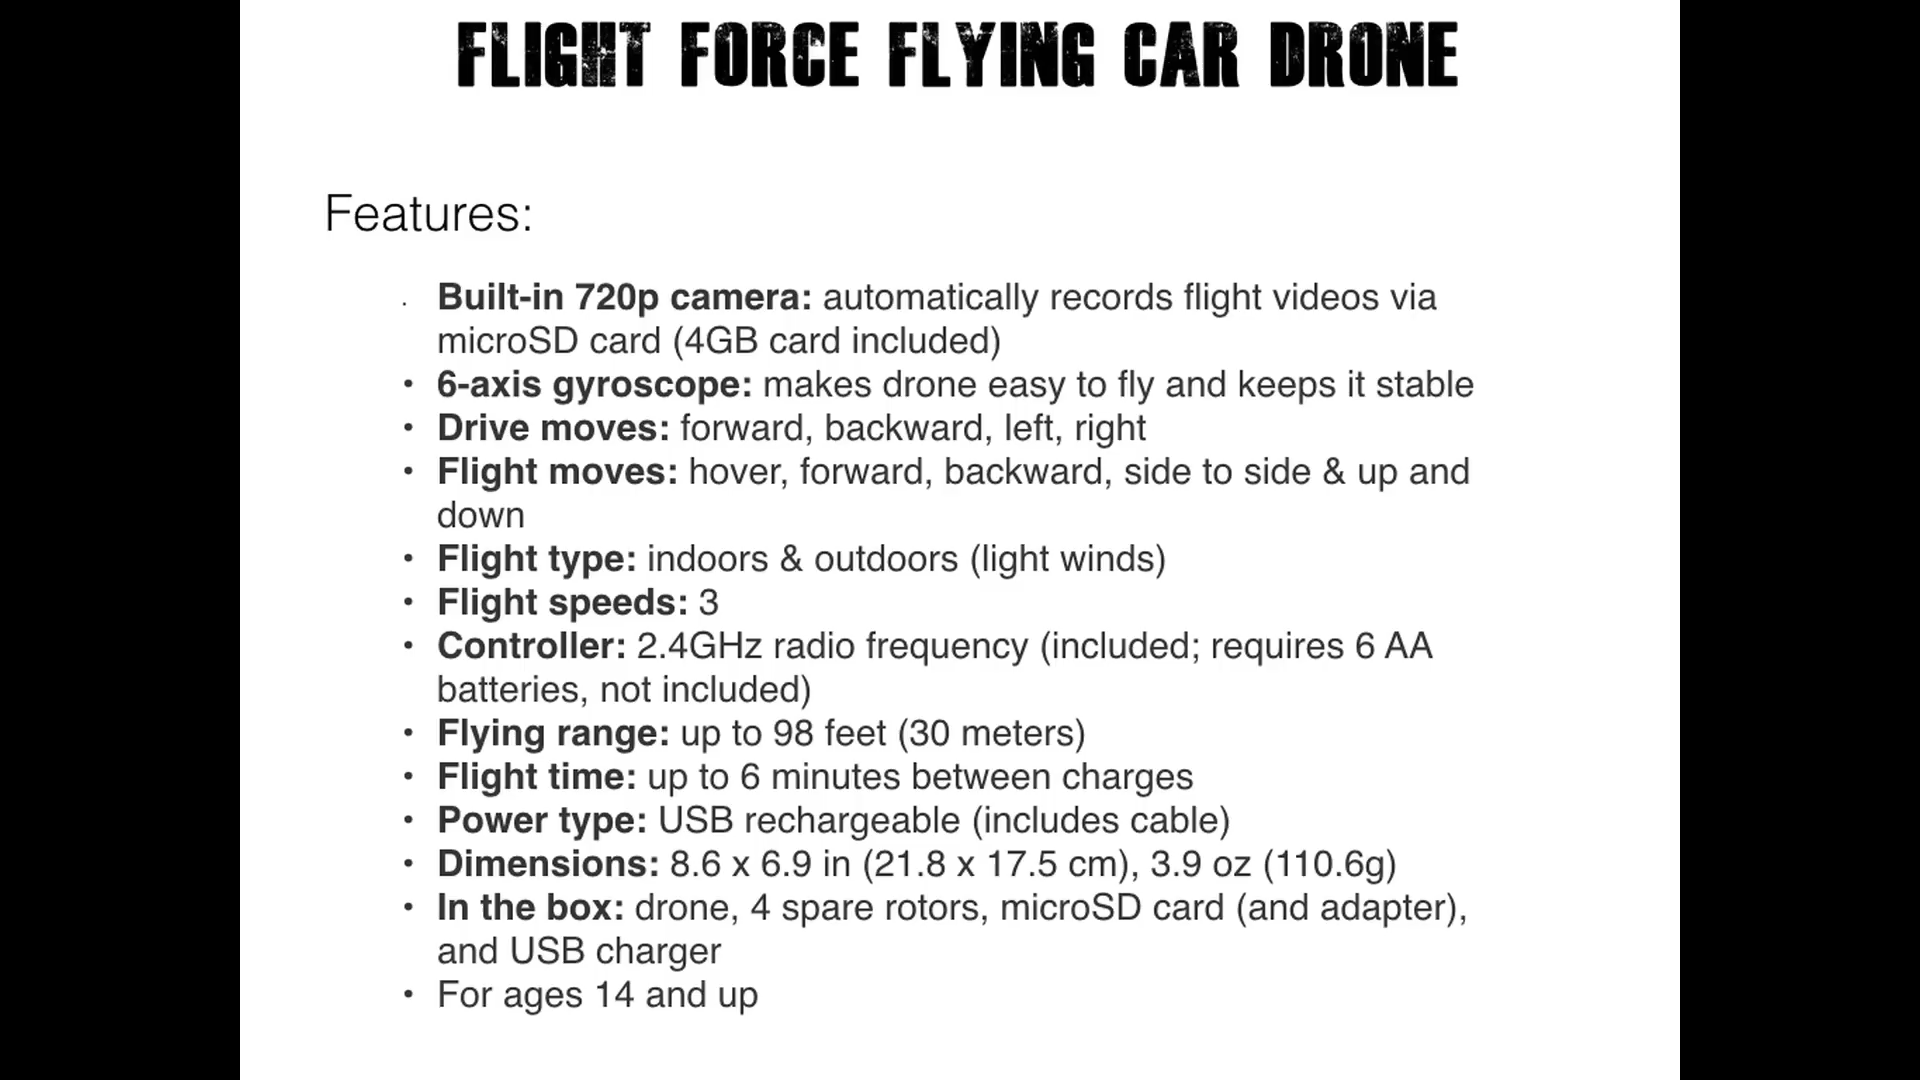 FLIGHT FORCE FLYING CAR DRONE
Features:
· Built-in 720p camera: automatically records flight videos via
microSD card (4GB card included)
• 6-axis gyroscope: makes drone easy to fly and keeps it stable
• Drive moves: forward, backward, left, right
• Flight moves: hover, forward, backward, side to side & up and
down
• Flight type: indoors & outdoors (light winds)
• Flight speeds: 3
• Controller: 2.4GHz radio frequency (included; requires 6 AA
batteries, not included)
• Flying range: up to 98 feet (30 meters)
• Flight time: up to 6 minutes between charges
• Power type: USB rechargeable (includes cable)
• Dimensions: 8.6 x 6.9 in (21.8 x 17.5 cm), 3.9 oz (110.6g)
• In the box: drone, 4 spare rotors, microSD card (and adapter),
and USB charger
• For ages 14 and up